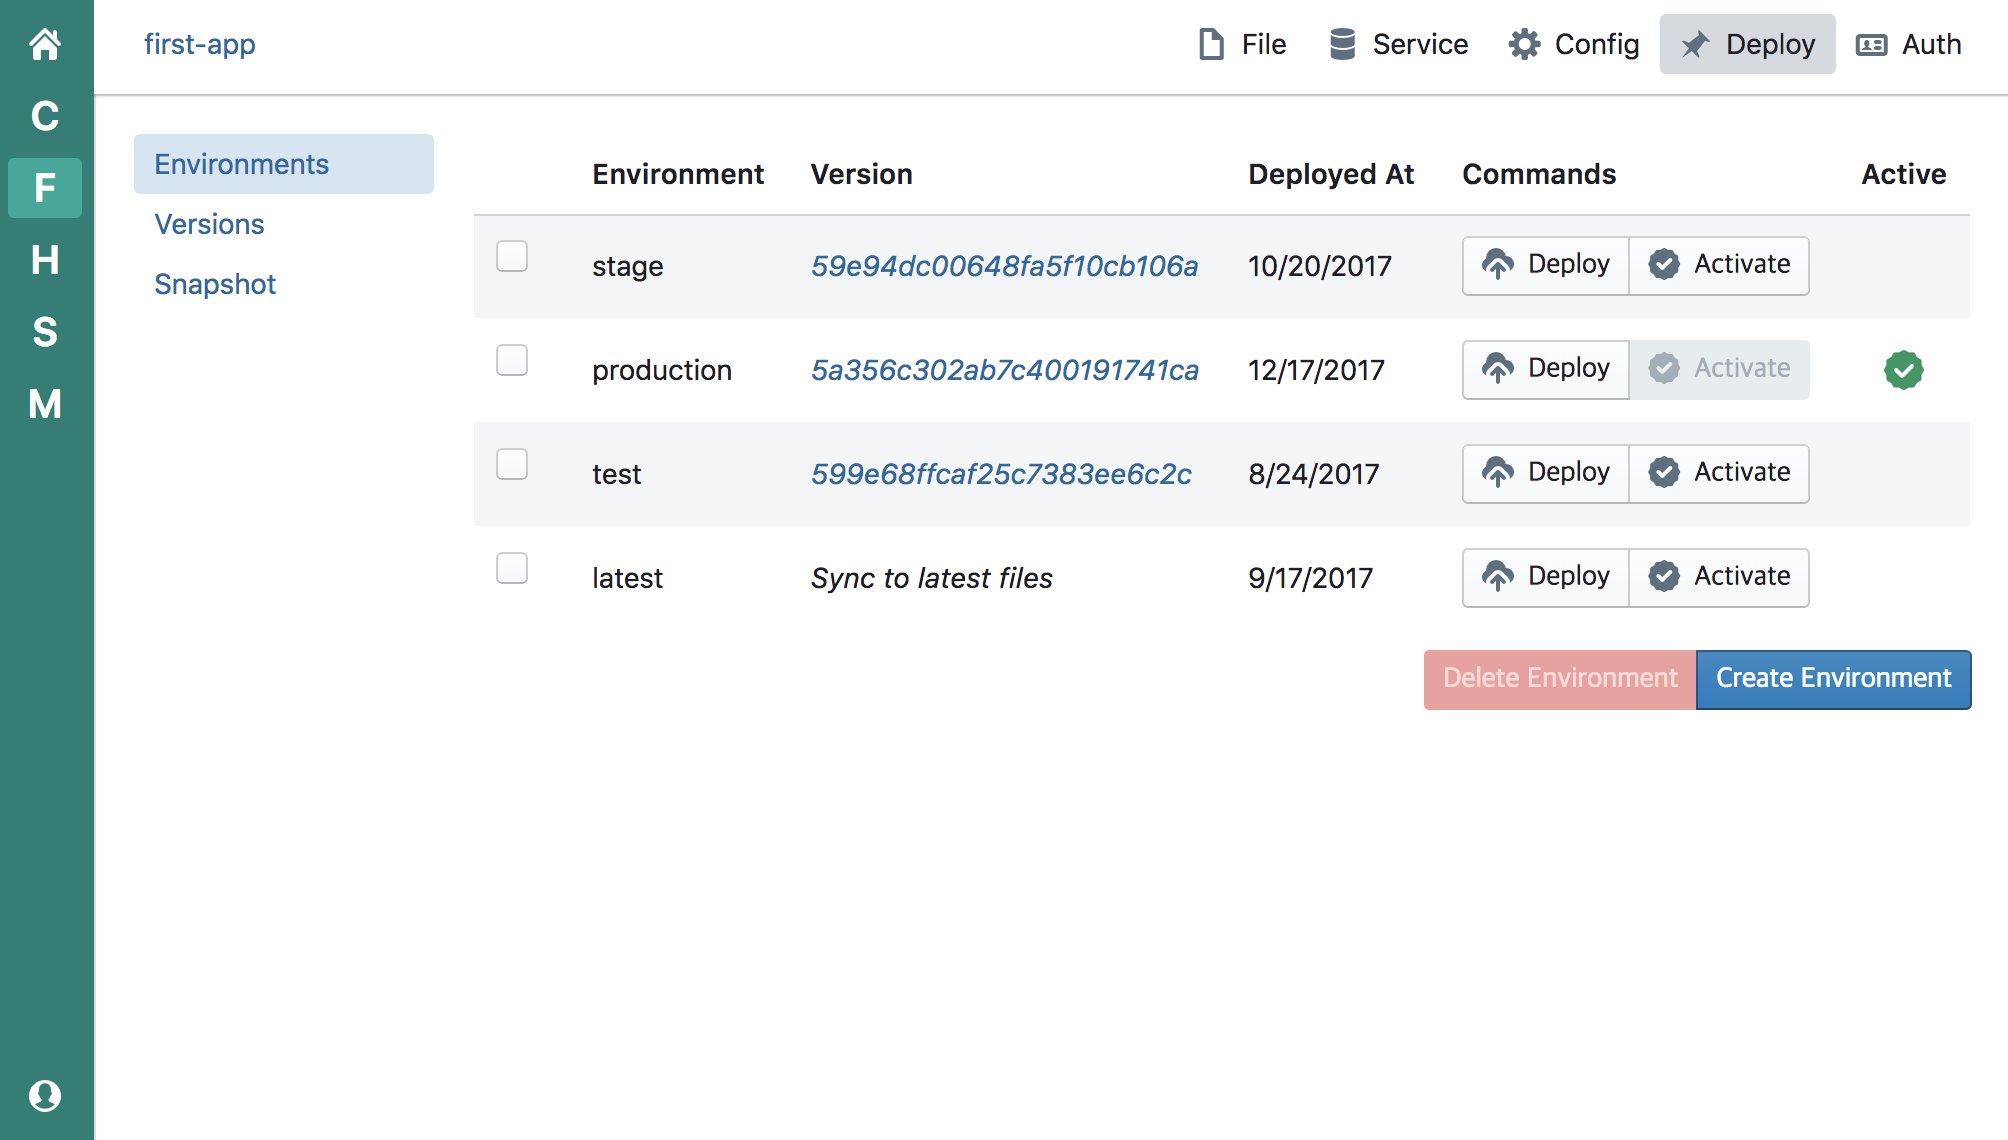 first-app
File Service Config Deploy Auth
C
F
H
S
M
Environments
Versions
Snapshot
Environment Version Deployed At Commands Active
stage 59e94dc00648fa5f10cb106a 10/20/2017 Deploy Activate
production 5a356c302ab7c400191741ca 12/17/2017 Deploy Activate
test 599e68ffcaf25c7383ee6c2c 8/24/2017 Deploy Activate
latest Sync to latest files 9/17/2017 Deploy Activate
Delete Environment Create Environment